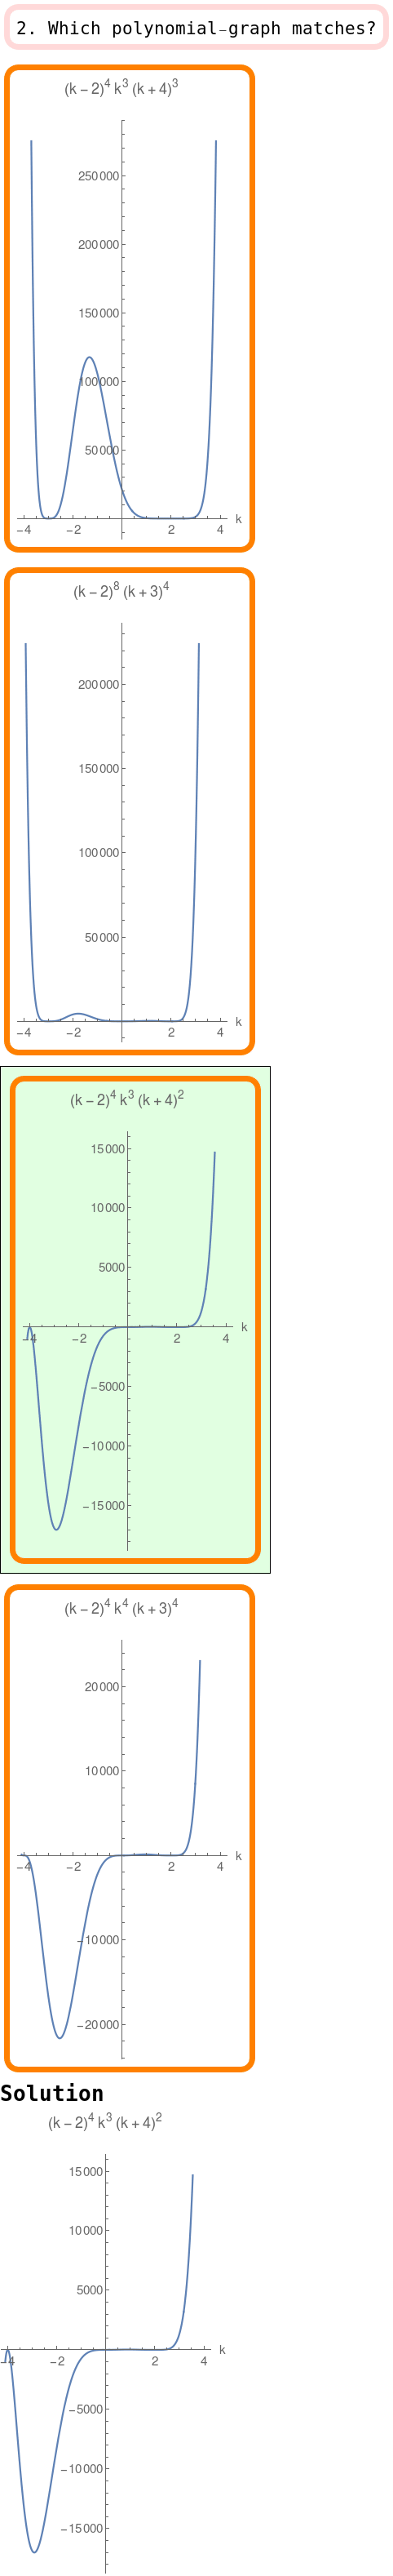 2. Which polynomial-graph matches?
(k – 2)⁴ k³ (k + 4)³
250 000
200 000
150 000
100 000
50 000
–4 –2 2 4 k
(k – 2)⁸ (k + 3)⁴
200 000
150 000
100 000
50 000
–4 –2 2 4 k
(k – 2)⁴ k³ (k + 4)²
15 000
10 000
5000
–4 –2 2 4 k
–5000
–10 000
–15 000
(k – 2)⁴ k⁴ (k + 3)⁴
20 000
10 000
–4 –2 2 4 k
–10 000
–20 000
Solution
(k – 2)⁴ k³ (k + 4)²
15 000
10 000
5000
–4 –2 2 4 k
–5000
–10 000
–15 000